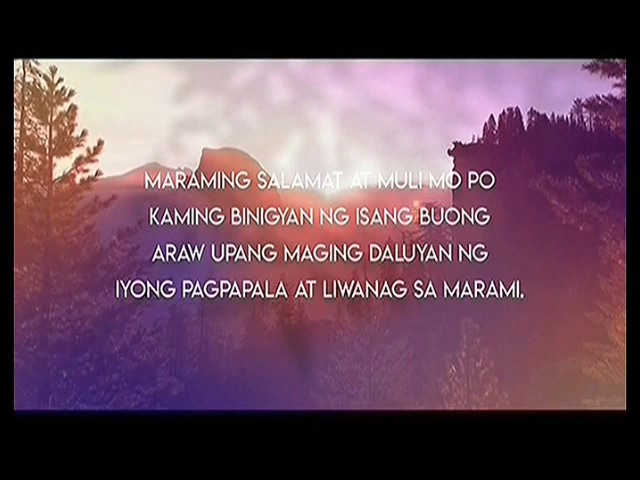 MARAMING SALAMAT AT MULI MO PO
KAMING BINIGYAN NG ISANG BUONG
ARAW UPANG MAGING DALUYAN NG
IYONG PAGPAPALA AT LIWANAG SA MARAMI.